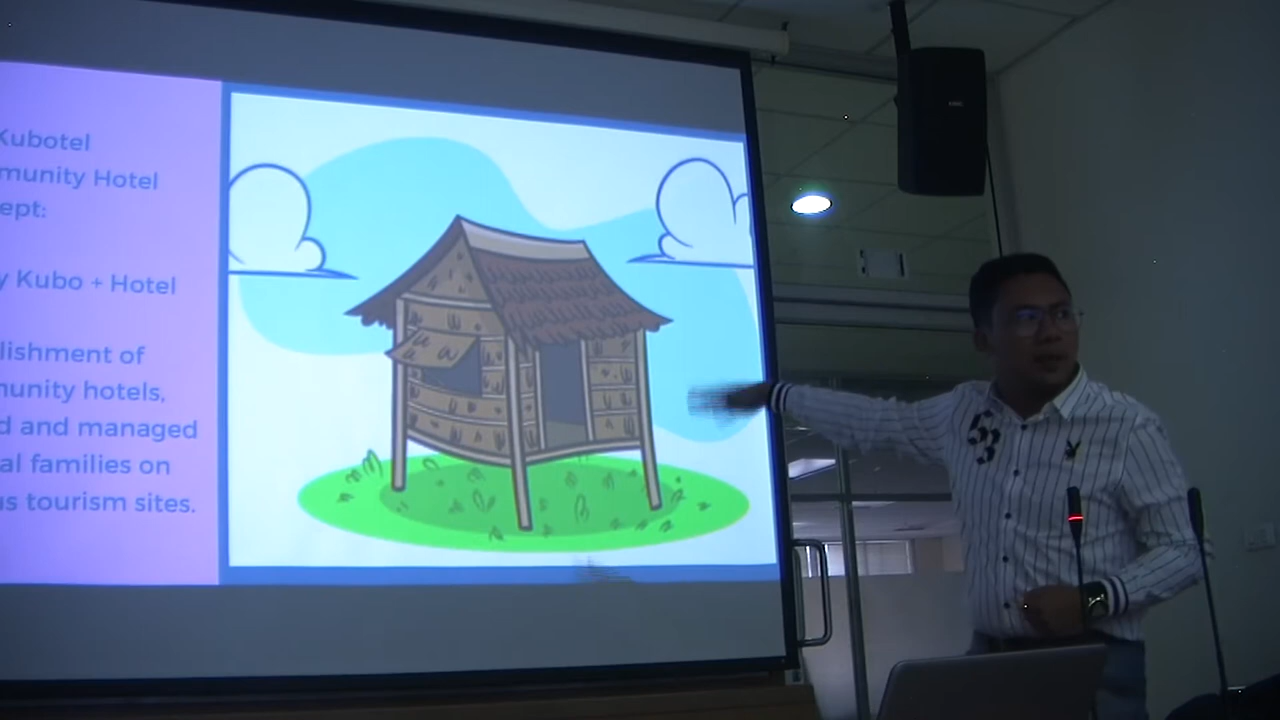 Kubotel
munity Hotel
ept:
y Kubo + Hotel
lishment of
munity hotels,
d and managed
al families on
us tourism sites.